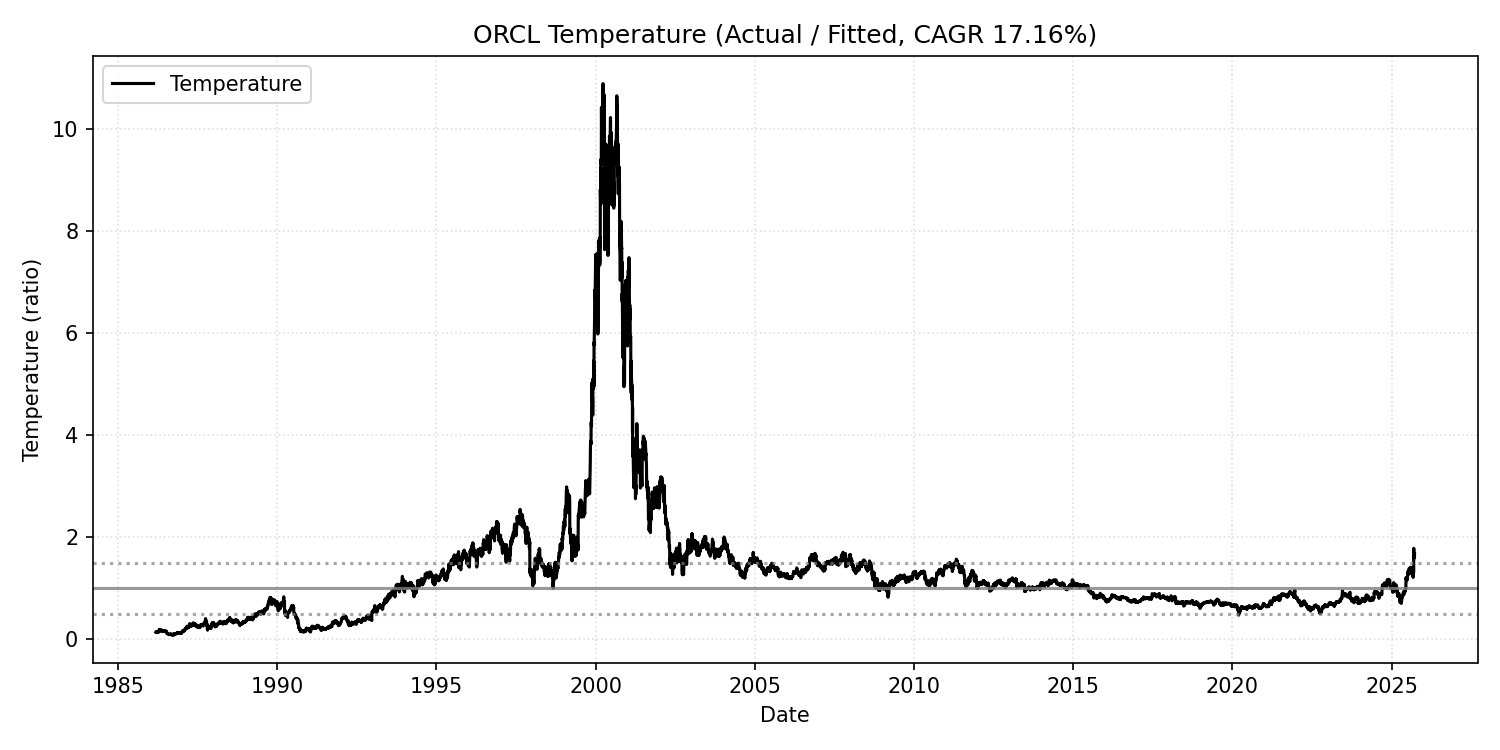 ORCL Temperature (Actual / Fitted, CAGR 17.16%)
Temperature
Temperature (ratio)
10
8
6
4
2
0
1985 1990 1995 2000 2005 2010 2015 2020 2025
Date